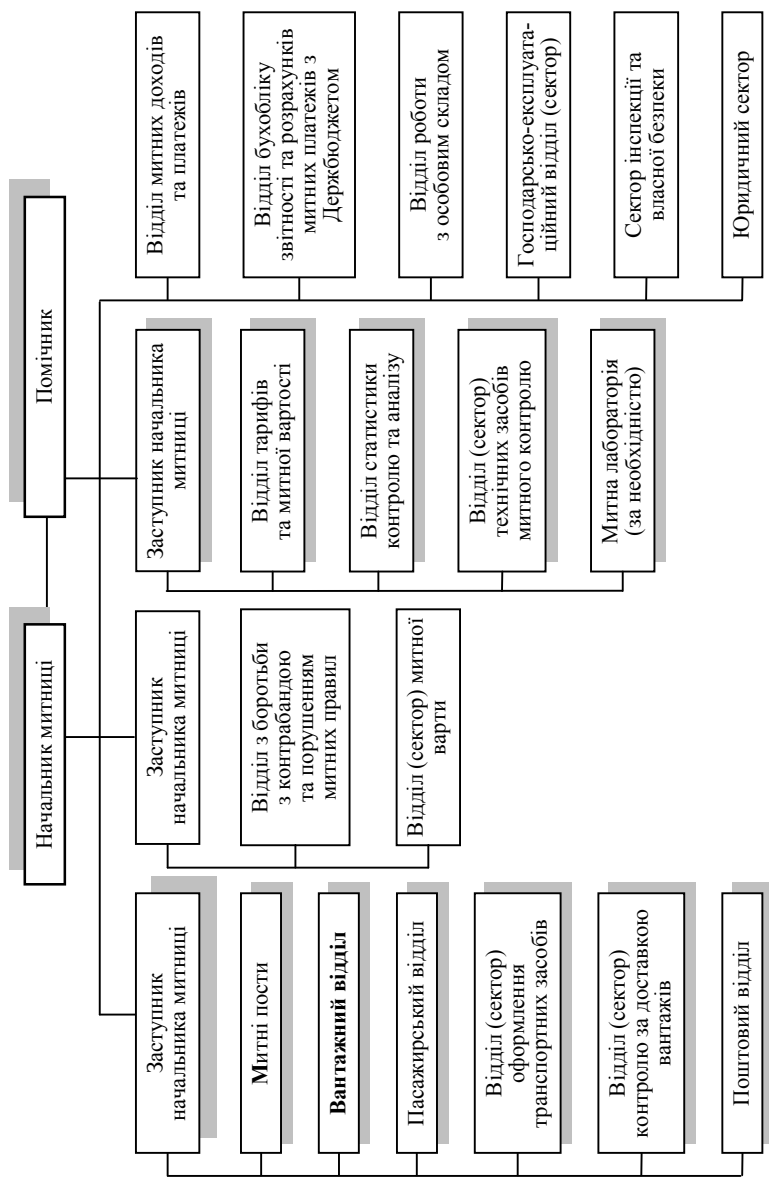 Начальник митниці
Помічник
Заступник
начальника митниці
Митні пости
Вантажний відділ
Пасажирський відділ
Відділ (сектор)
оформлення
транспортних засобів
Відділ (сектор)
контролю за доставкою
вантажів
Поштовий відділ
Заступник
начальника митниці
Відділ з боротьби
з контрабандою
та порушенням
митних правил
Відділ (сектор) митної
варти
Заступник начальника
митниці
Відділ тарифів
та митної вартості
Відділ статистики
контролю та аналізу
Відділ (сектор)
технічних засобів
митного контролю
Митна лабораторія
(за необхідністю)
Відділ митних доходів
та платежів
Відділ бухобліку
звітності та розрахунків
митних платежів з
Держбюджетом
Відділ роботи
з особовим складом
Господарсько-експлуата-
ційний відділ (сектор)
Сектор інспекції та
власної безпеки
Юридичний сектор